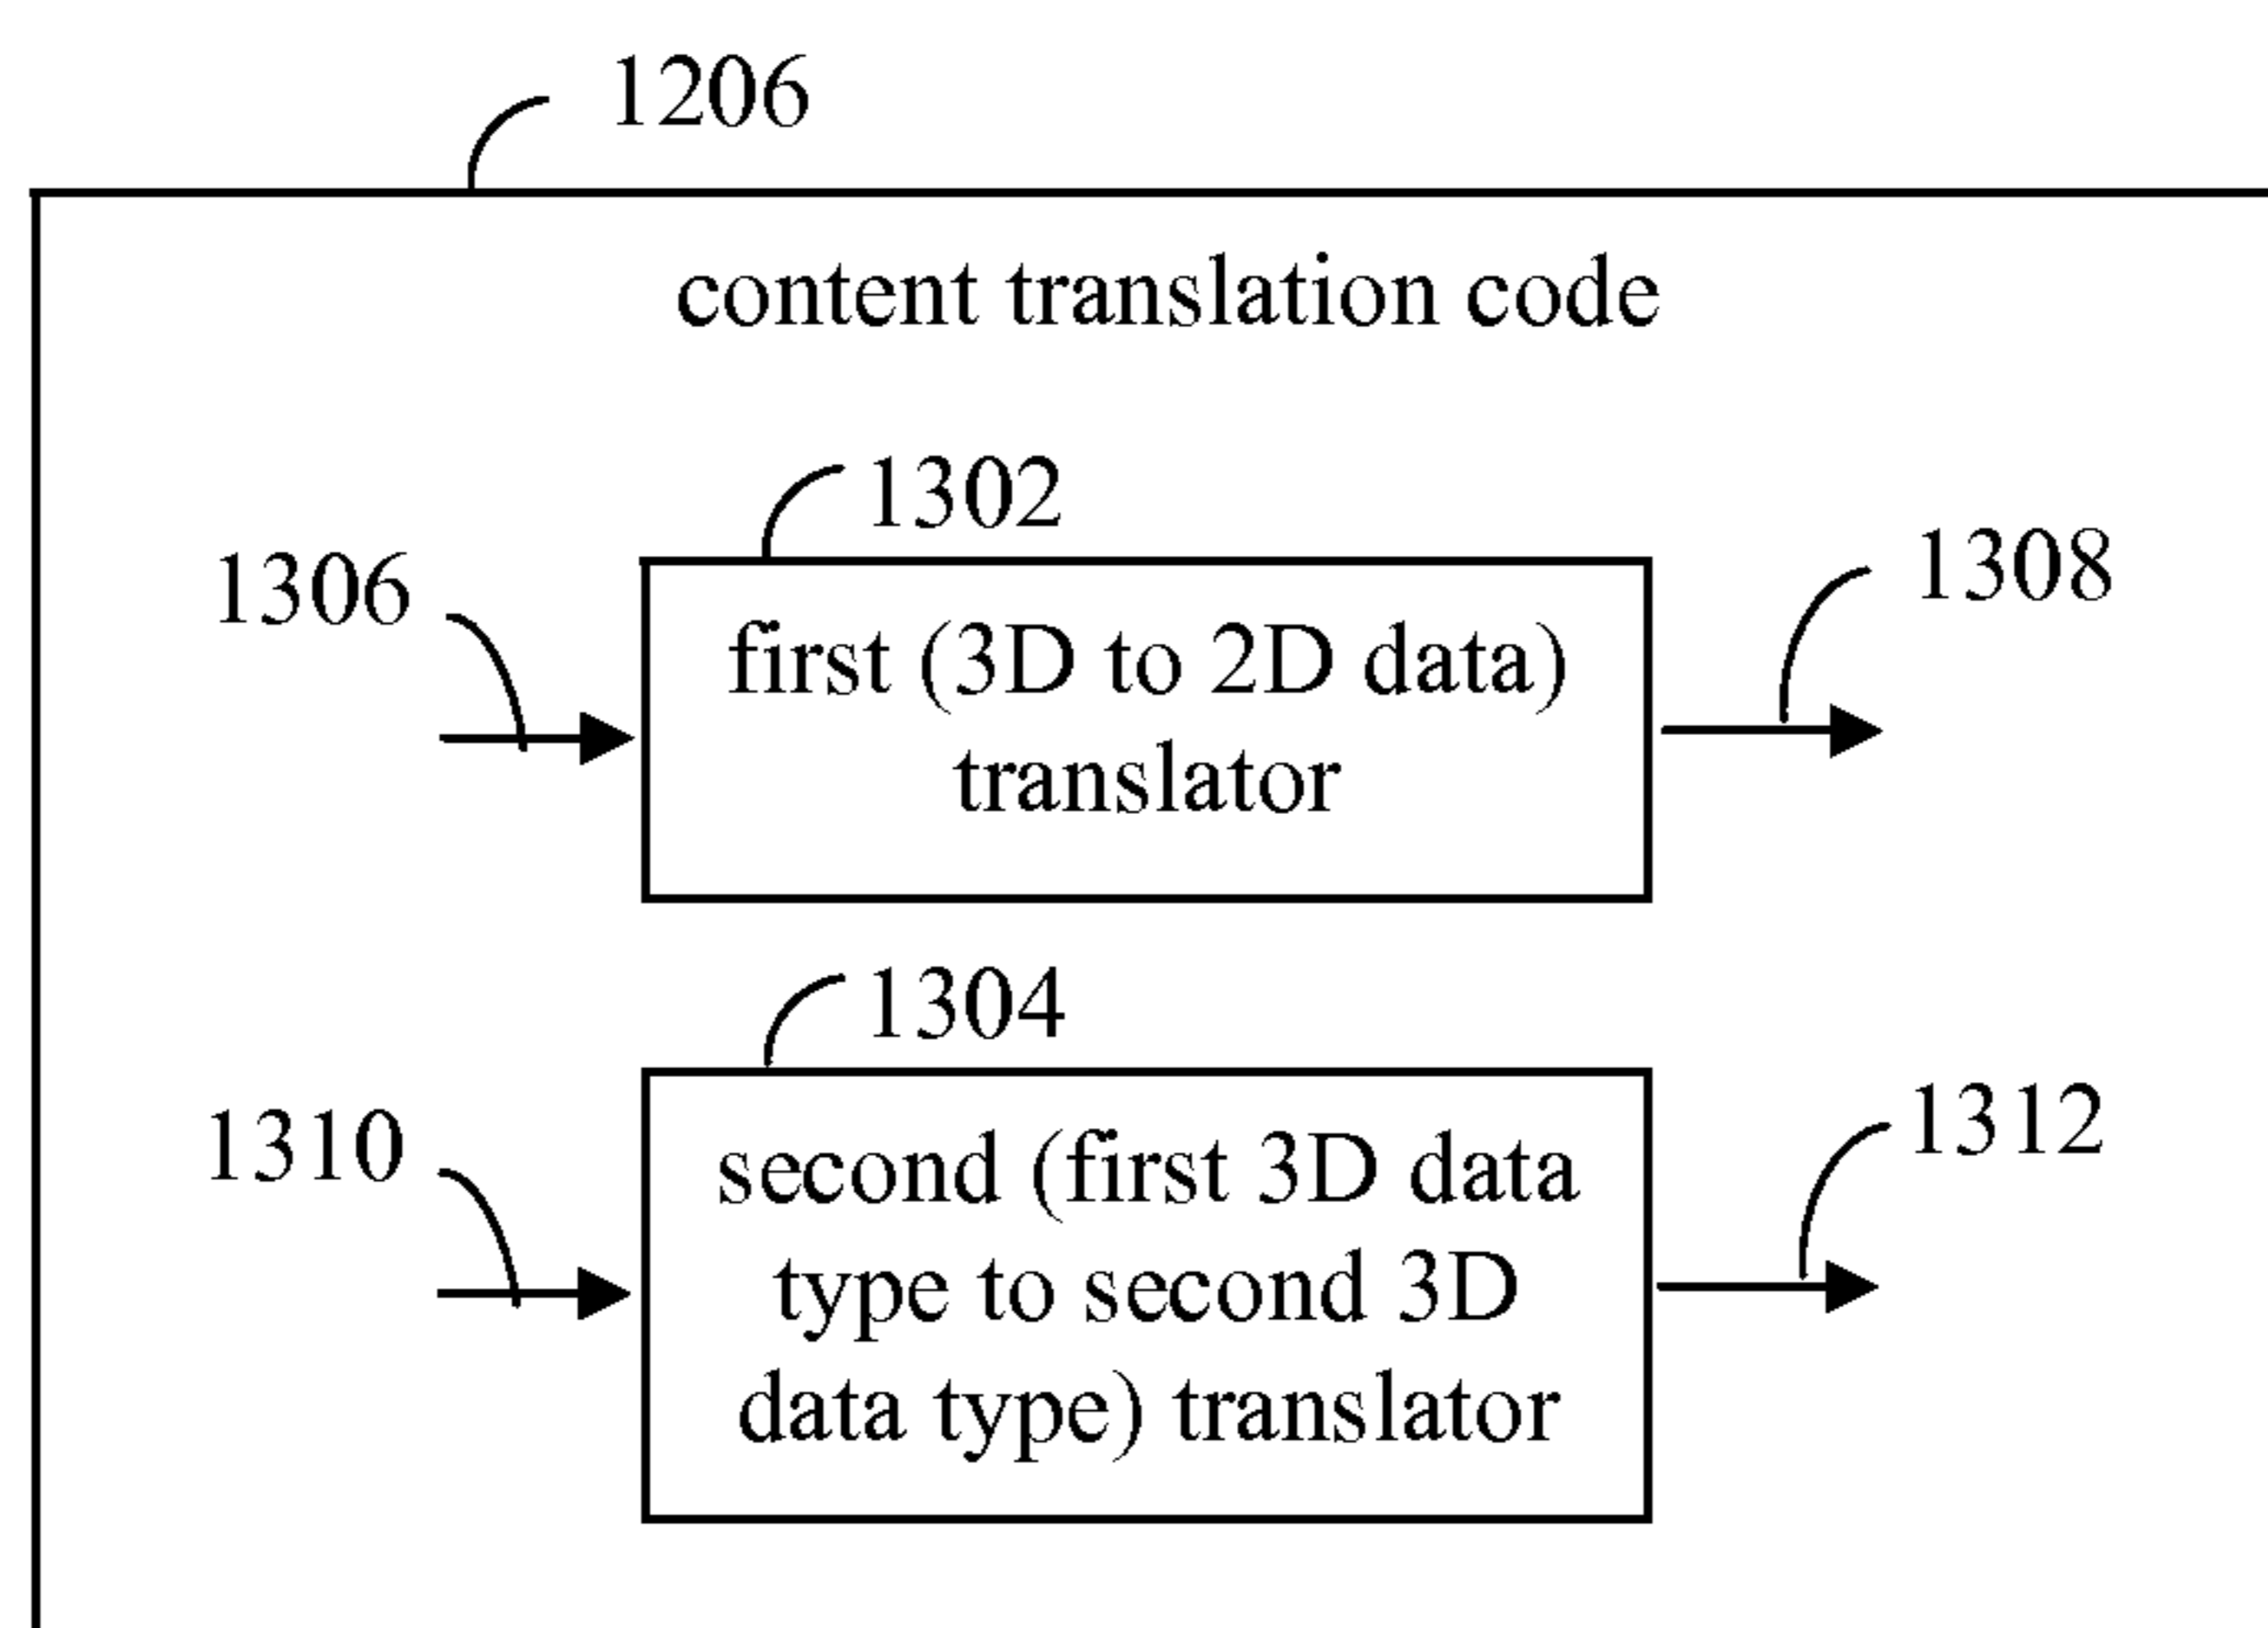 1206
content translation code
1302
1306
1308
first (3D to 2D data)
translator
1304
1310
1312
second (first 3D data
type to second 3D
data type) translator